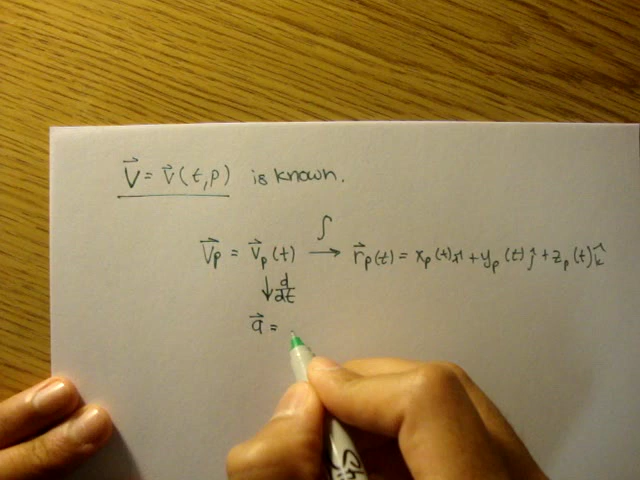 V⃗ = v⃗(t,p) is known.
∫
V⃗p = v⃗p(t) → r⃗p(t) = xp(t)î + yp(t)ĵ + zp(t)k̂
↓ d/dt
a⃗ =